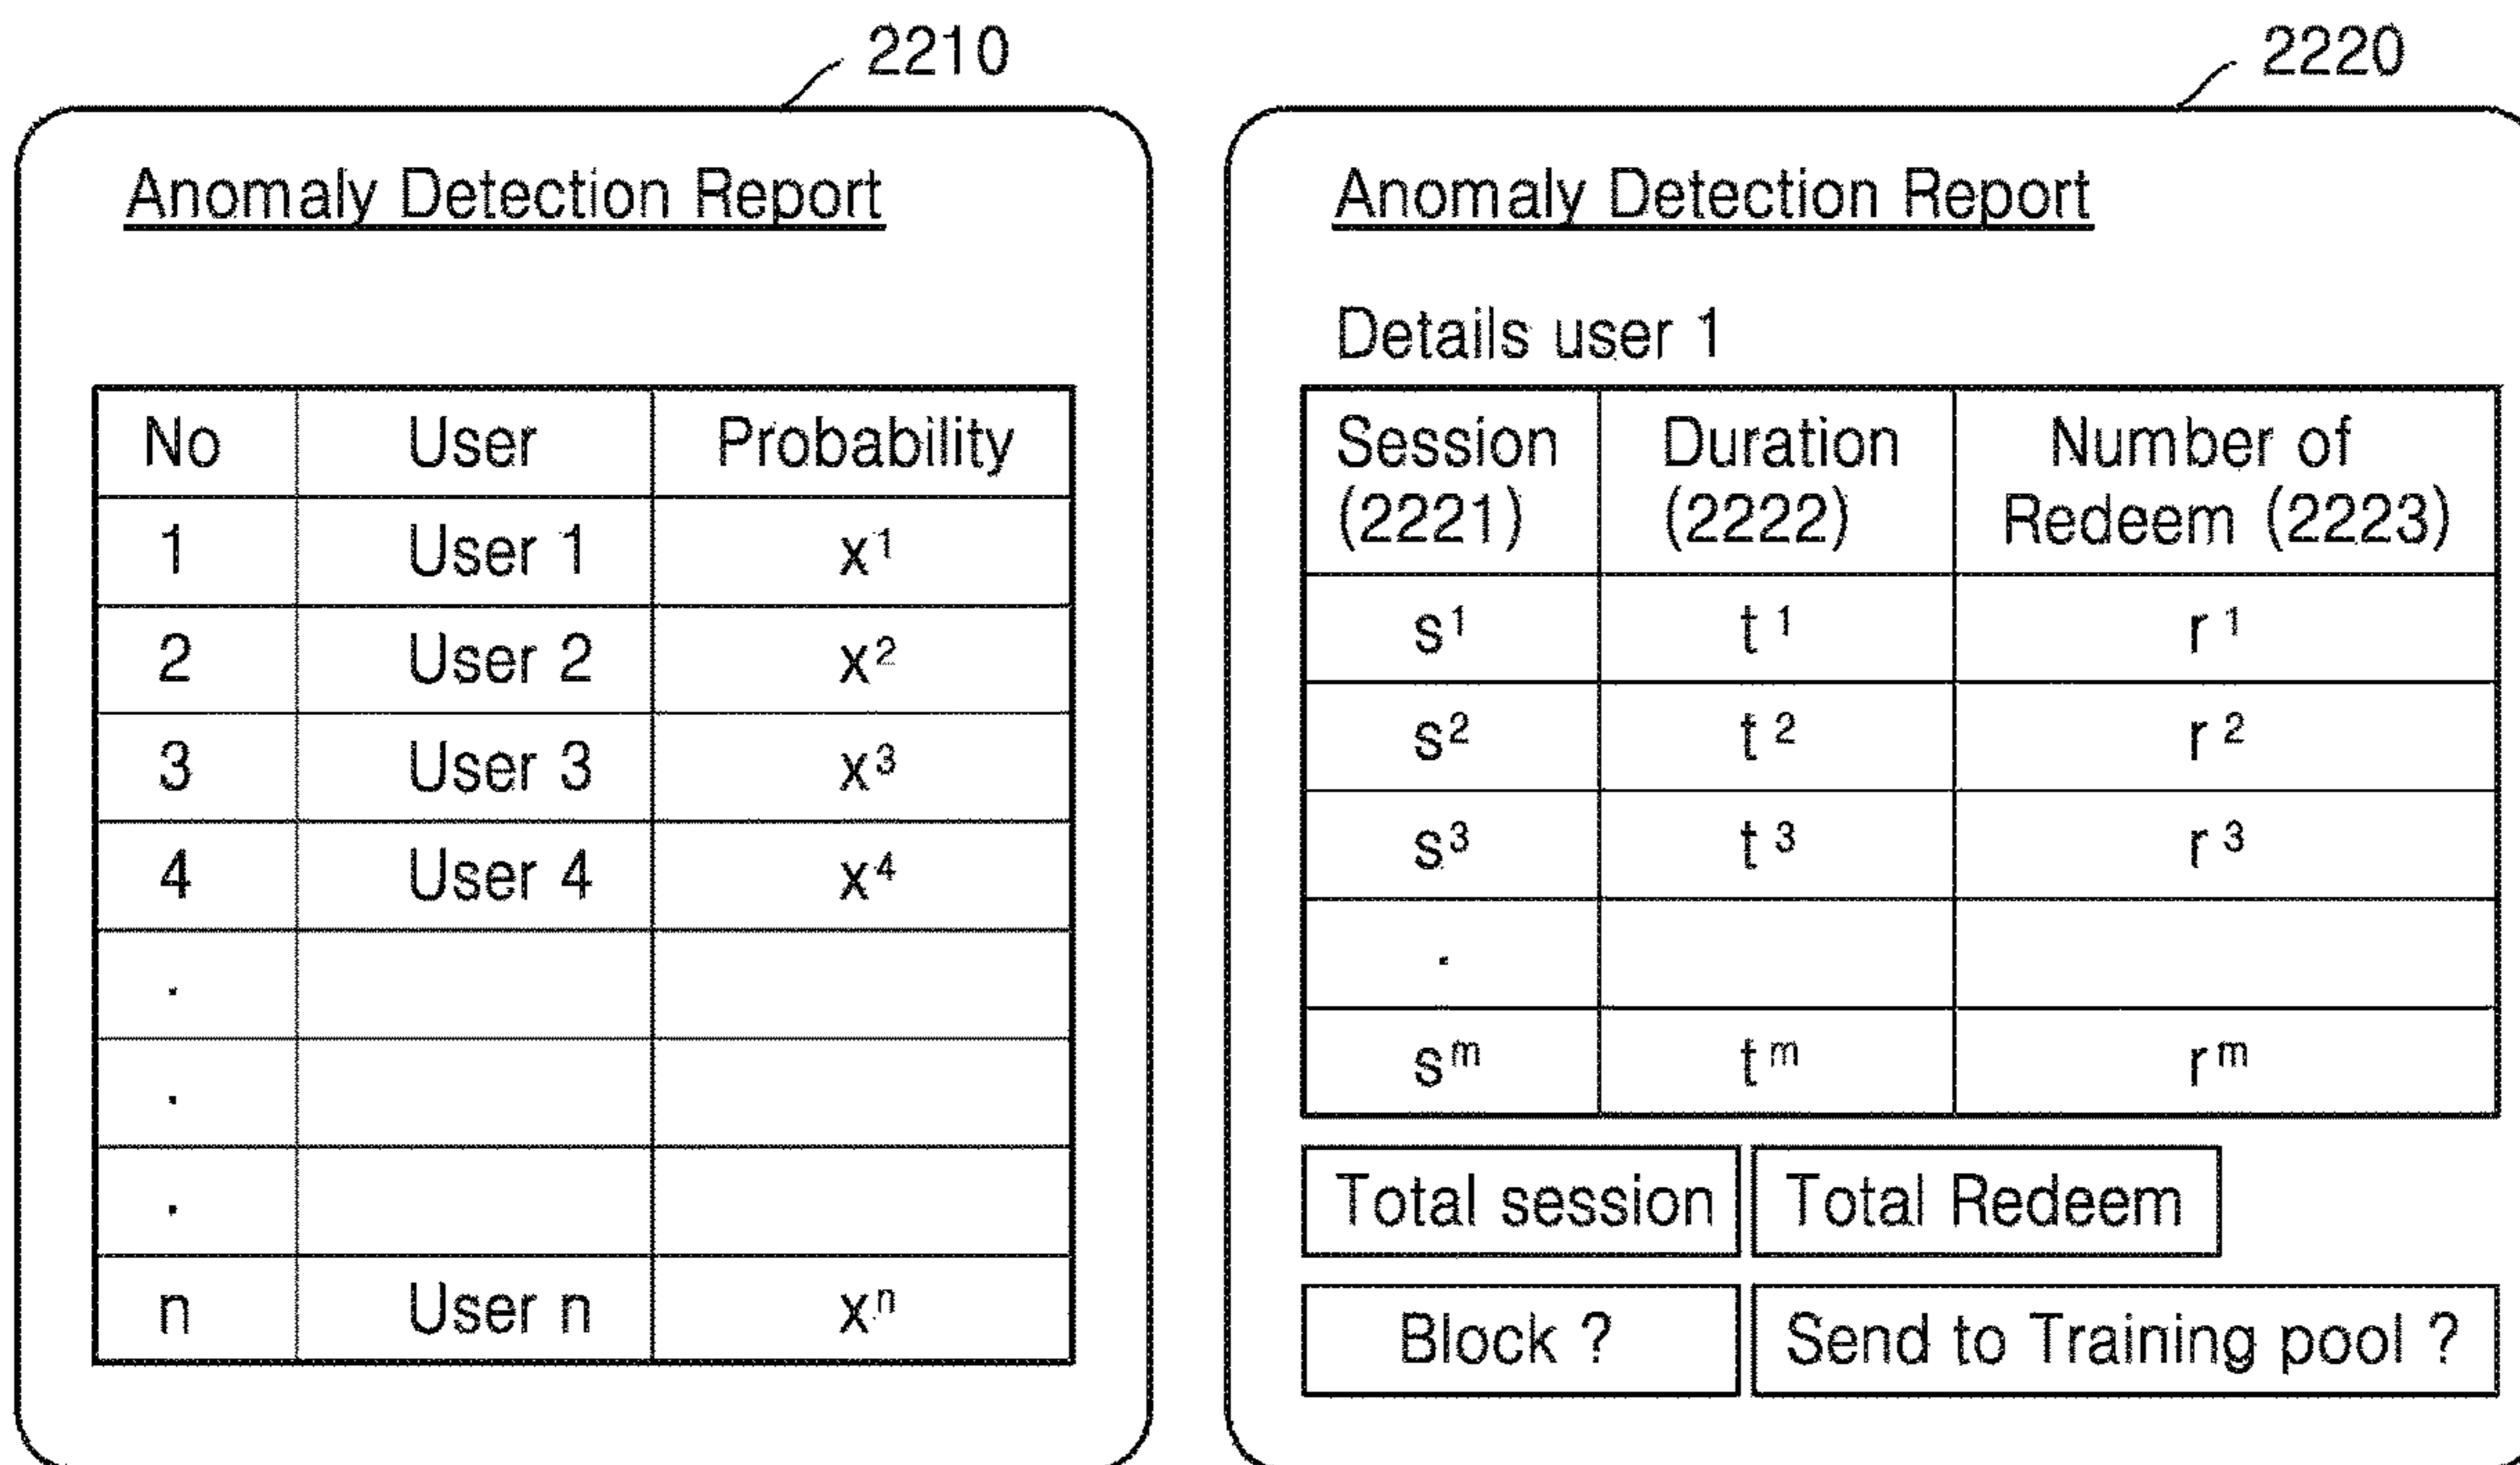 2210
Anomaly Detection Report
No User Probability
1 User 1 x¹
2 User 2 x²
3 User 3 x³
4 User 4 x⁴
.
.
.
n User n xⁿ
2220
Anomaly Detection Report
Details user 1
Session Duration Number of
(2221) (2222) Redeem (2223)
s¹ t¹ r¹
s² t² r²
s³ t³ r³
.
sᵐ tᵐ rᵐ
Total session Total Redeem
Block ? Send to Training pool ?